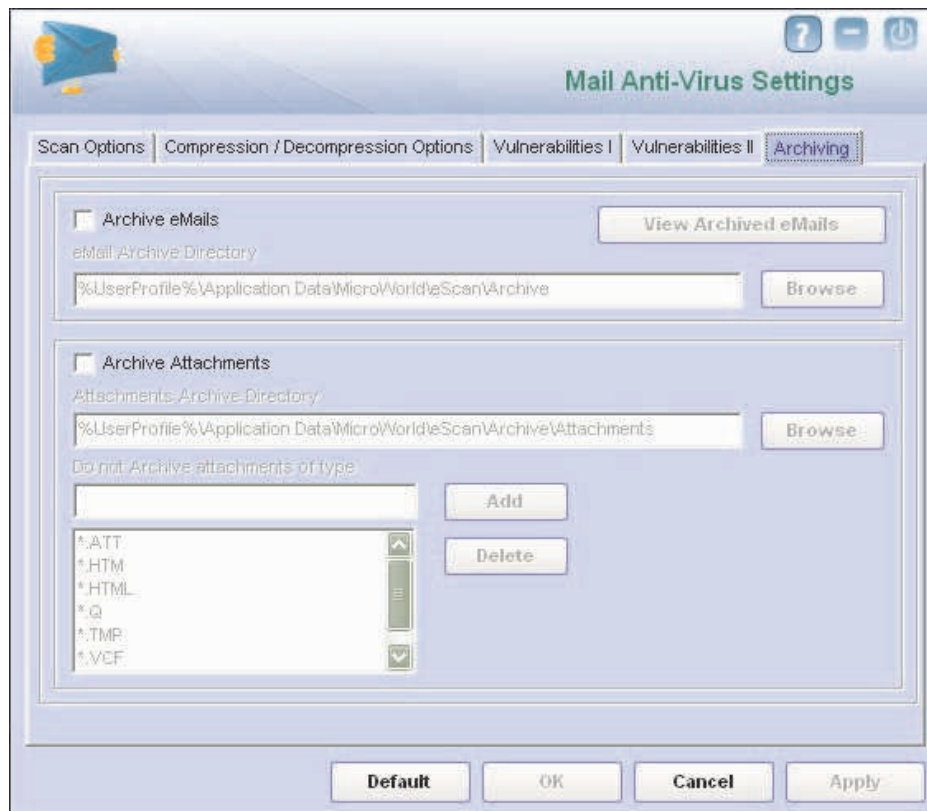 ?
Mail Anti-Virus Settings
Scan Options Compression / Decompression Options Vulnerabilities I Vulnerabilities II Archiving
Archive eMails
View Archived eMails
eMail Archive Directory
%UserProfile%\Application Data\MicroWorld\eScan\Archive
Browse
Archive Attachments
Attachments Archive Directory
%UserProfile%\Application Data\MicroWorld\eScan\Archive\Attachments
Browse
Do not Archive attachments of type
Add
*.ATT
*.HTM
*.HTML
*.Q
*.TMP
*.VCF
Delete
Default OK Cancel Apply